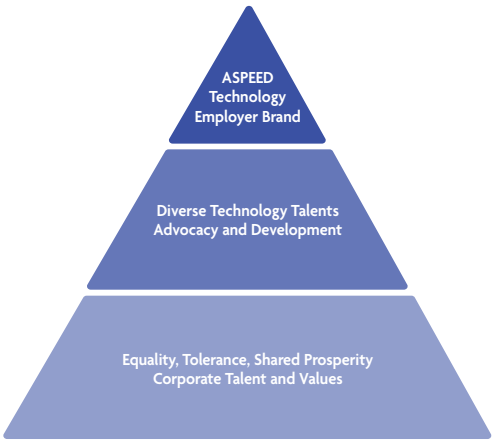 ASPEED
Technology
Employer Brand
Diverse Technology Talents
Advocacy and Development
Equality, Tolerance, Shared Prosperity
Corporate Talent and Values